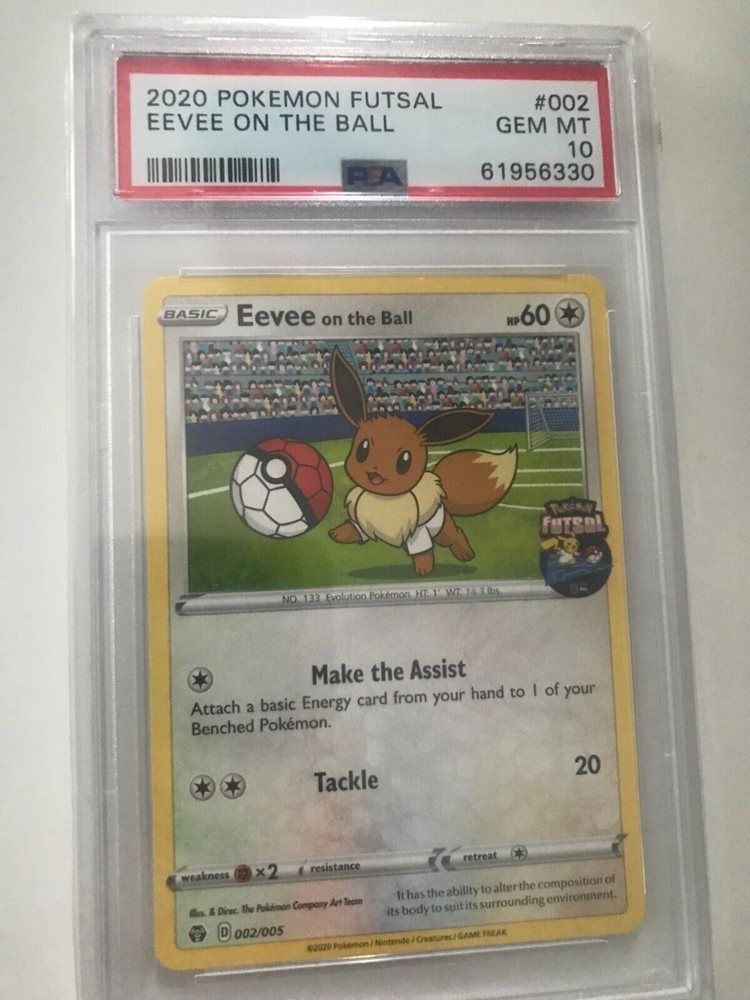 2020 POKEMON FUTSAL #002
EEVEE ON THE BALL GEM MT
10
PSA 61956330
BASIC Eevee on the Ball HP60
POKéMON
FUTSAL
NO. 133 Evolution Pokémon HT: 1' WT: 14.3 lbs.
Make the Assist
Attach a basic Energy card from your hand to 1 of your
Benched Pokémon.
Tackle 20
weakness ×2 resistance retreat
Illus. & Direc. The Pokémon Company Art Team
It has the ability to alter the composition of
its body to suit its surrounding environment.
D 002/005
©2020 Pokémon / Nintendo / Creatures / GAME FREAK